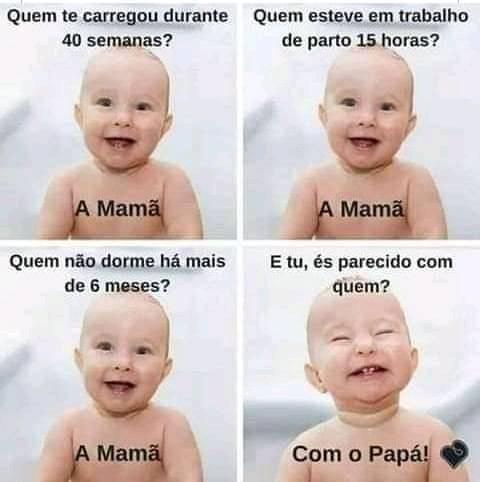 Quem te carregou durante
40 semanas?
A Mamã
Quem esteve em trabalho
de parto 15 horas?
A Mamã
Quem não dorme há mais
de 6 meses?
A Mamã
E tu, és parecido com
quem?
Com o Papá!